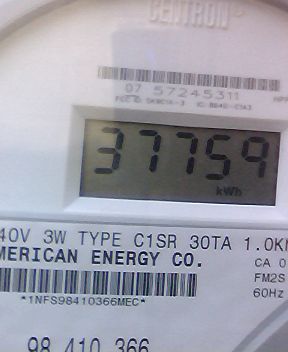 CENTRON®
07 57245311
37759
kWh
40V 3W TYPE C1SR 30TA 1.0K
MERICAN ENERGY CO.
CA 0
FM2S
60Hz
*1NFS98410366MEC*
98 410 366